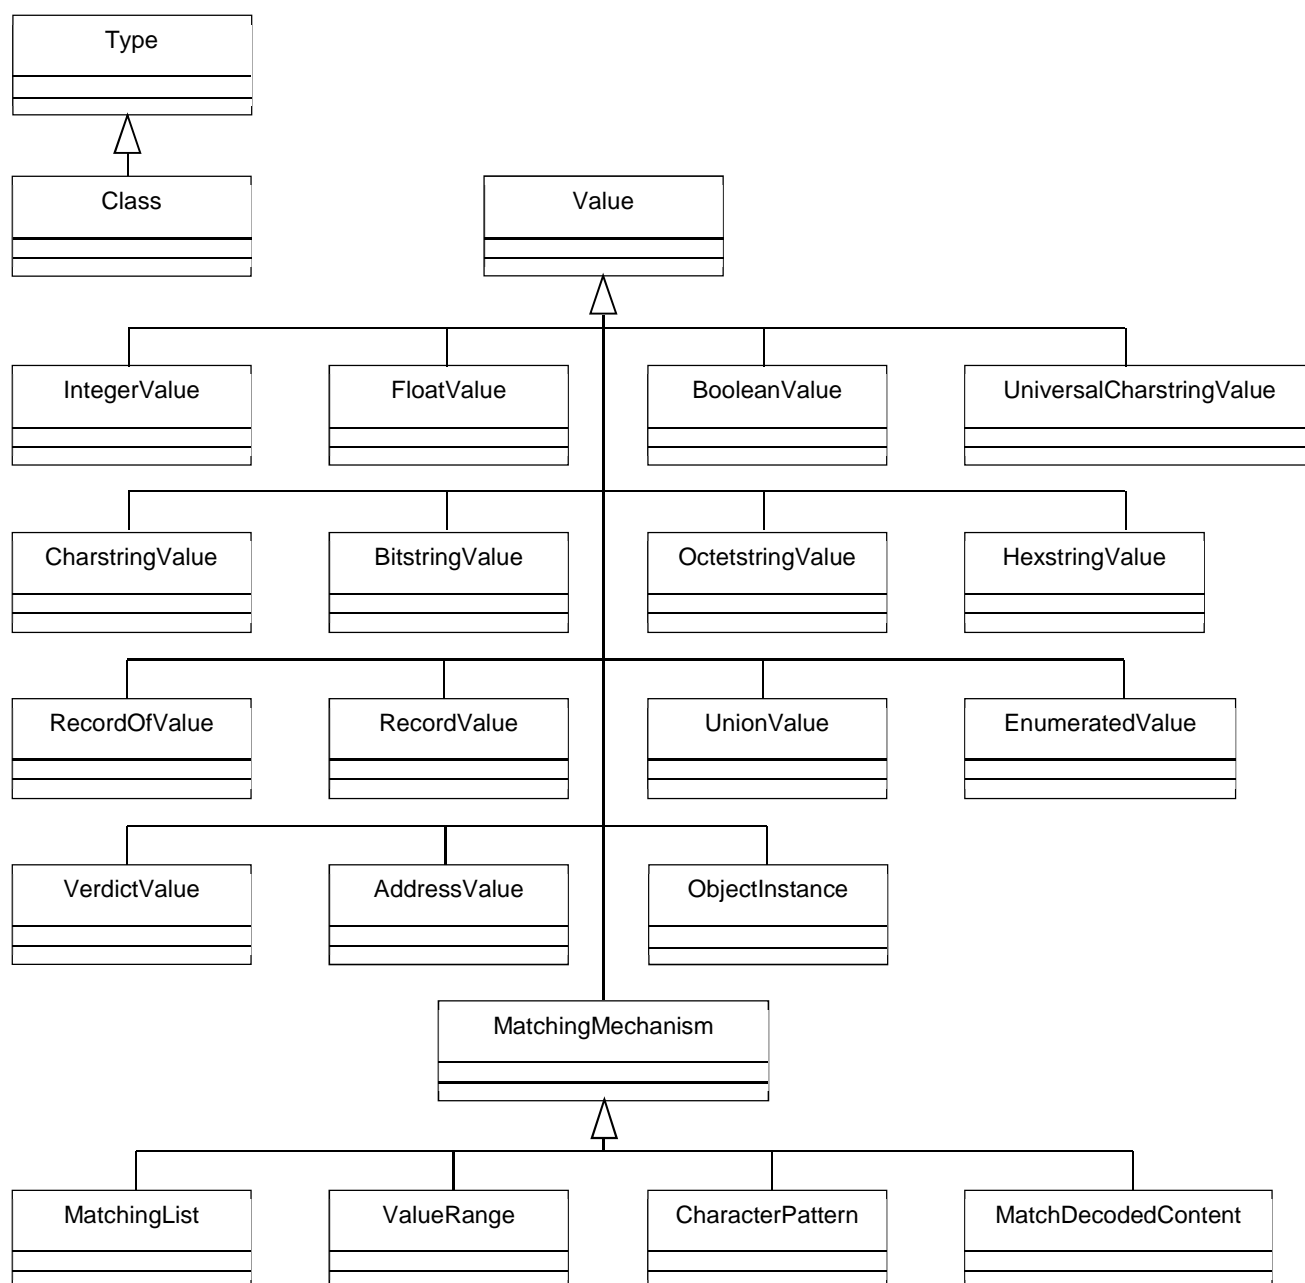 Type
Class
Value
IntegerValue
FloatValue
BooleanValue
UniversalCharstringValue
CharstringValue
BitstringValue
OctetstringValue
HexstringValue
RecordOfValue
RecordValue
UnionValue
EnumeratedValue
VerdictValue
AddressValue
ObjectInstance
MatchingMechanism
MatchingList
ValueRange
CharacterPattern
MatchDecodedContent